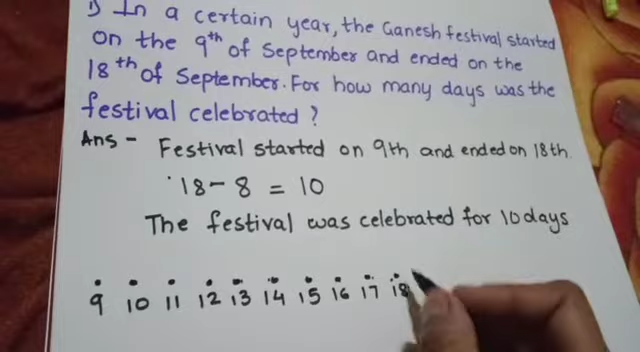 1) In a certain year, the Ganesh festival started
on the 9th of September and ended on the
18th of September. For how many days was the
festival celebrated?
Ans - Festival started on 9th and ended on 18th.
18 - 8 = 10
The festival was celebrated for 10 days
9 10 11 12 13 14 15 16 17 18